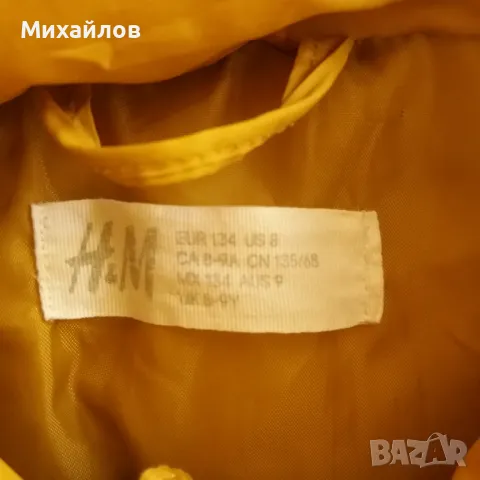 Михайлов
H&M
EUR 134 US 8
CA 8-9A CN 135/68
MX 134 AUS 9
UK 8-9Y
BAZAR